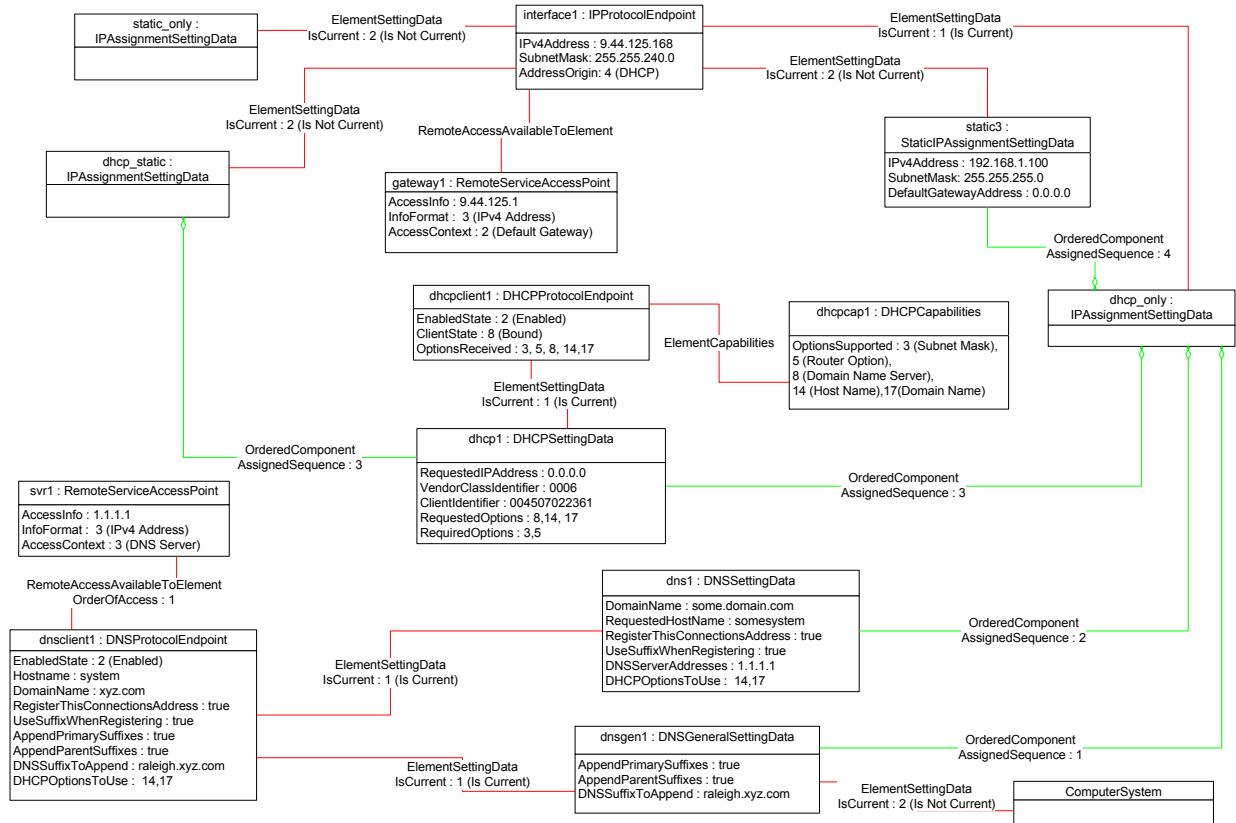 static_only :
IPAssignmentSettingData
ElementSettingData
IsCurrent : 2 (Is Not Current)
interface1 : IPProtocolEndpoint
IPv4Address : 9.44.125.168
SubnetMask: 255.255.240.0
AddressOrigin: 4 (DHCP)
ElementSettingData
IsCurrent : 1 (Is Current)
ElementSettingData
IsCurrent : 2 (Is Not Current)
ElementSettingData
IsCurrent : 2 (Is Not Current)
RemoteAccessAvailableToElement
static3 :
StaticIPAssignmentSettingData
IPv4Address : 192.168.1.100
SubnetMask: 255.255.255.0
DefaultGatewayAddress : 0.0.0.0
dhcp_static :
IPAssignmentSettingData
gateway1 : RemoteServiceAccessPoint
AccessInfo : 9.44.125.1
InfoFormat :  3 (IPv4 Address)
AccessContext : 2 (Default Gateway)
OrderedComponent
AssignedSequence : 4
dhcp_only :
IPAssignmentSettingData
dhcpclient1 : DHCPProtocolEndpoint
EnabledState : 2 (Enabled)
ClientState : 8 (Bound)
OptionsReceived : 3, 5, 8, 14,17
ElementCapabilities
dhcpcap1 : DHCPCapabilities
OptionsSupported : 3 (Subnet Mask),
5 (Router Option),
8 (Domain Name Server),
14 (Host Name),17(Domain Name)
ElementSettingData
IsCurrent : 1 (Is Current)
dhcp1 : DHCPSettingData
RequestedIPAddress : 0.0.0.0
VendorClassIdentifier : 0006
ClientIdentifier : 004507022361
RequestedOptions : 8,14, 17
RequiredOptions : 3,5
OrderedComponent
AssignedSequence : 3
OrderedComponent
AssignedSequence : 3
svr1 : RemoteServiceAccessPoint
AccessInfo : 1.1.1.1
InfoFormat :  3 (IPv4 Address)
AccessContext : 3 (DNS Server)
RemoteAccessAvailableToElement
OrderOfAccess : 1
dnsclient1 : DNSProtocolEndpoint
EnabledState : 2 (Enabled)
Hostname : system
DomainName : xyz.com
RegisterThisConnectionsAddress : true
UseSuffixWhenRegistering : true
AppendPrimarySuffixes : true
AppendParentSuffixes : true
DNSSuffixToAppend : raleigh.xyz.com
DHCPOptionsToUse :  14,17
ElementSettingData
IsCurrent : 1 (Is Current)
dns1 : DNSSettingData
DomainName : some.domain.com
RequestedHostName : somesystem
RegisterThisConnectionsAddress : true
UseSuffixWhenRegistering : true
DNSServerAddresses : 1.1.1.1
DHCPOptionsToUse :  14,17
OrderedComponent
AssignedSequence : 2
ElementSettingData
IsCurrent : 1 (Is Current)
dnsgen1 : DNSGeneralSettingData
AppendPrimarySuffixes : true
AppendParentSuffixes : true
DNSSuffixToAppend : raleigh.xyz.com
OrderedComponent
AssignedSequence : 1
ElementSettingData
IsCurrent : 2 (Is Not Current)
ComputerSystem